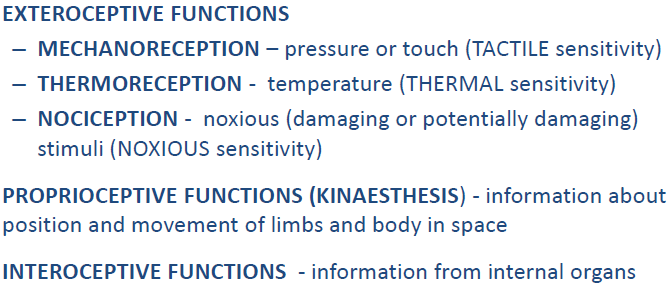 EXTEROCEPTIVE FUNCTIONS
– MECHANORECEPTION – pressure or touch (TACTILE sensitivity)
– THERMORECEPTION - temperature (THERMAL sensitivity)
– NOCICEPTION - noxious (damaging or potentially damaging)
stimuli (NOXIOUS sensitivity)
PROPRIOCEPTIVE FUNCTIONS (KINAESTHESIS) - information about
position and movement of limbs and body in space
INTEROCEPTIVE FUNCTIONS - information from internal organs